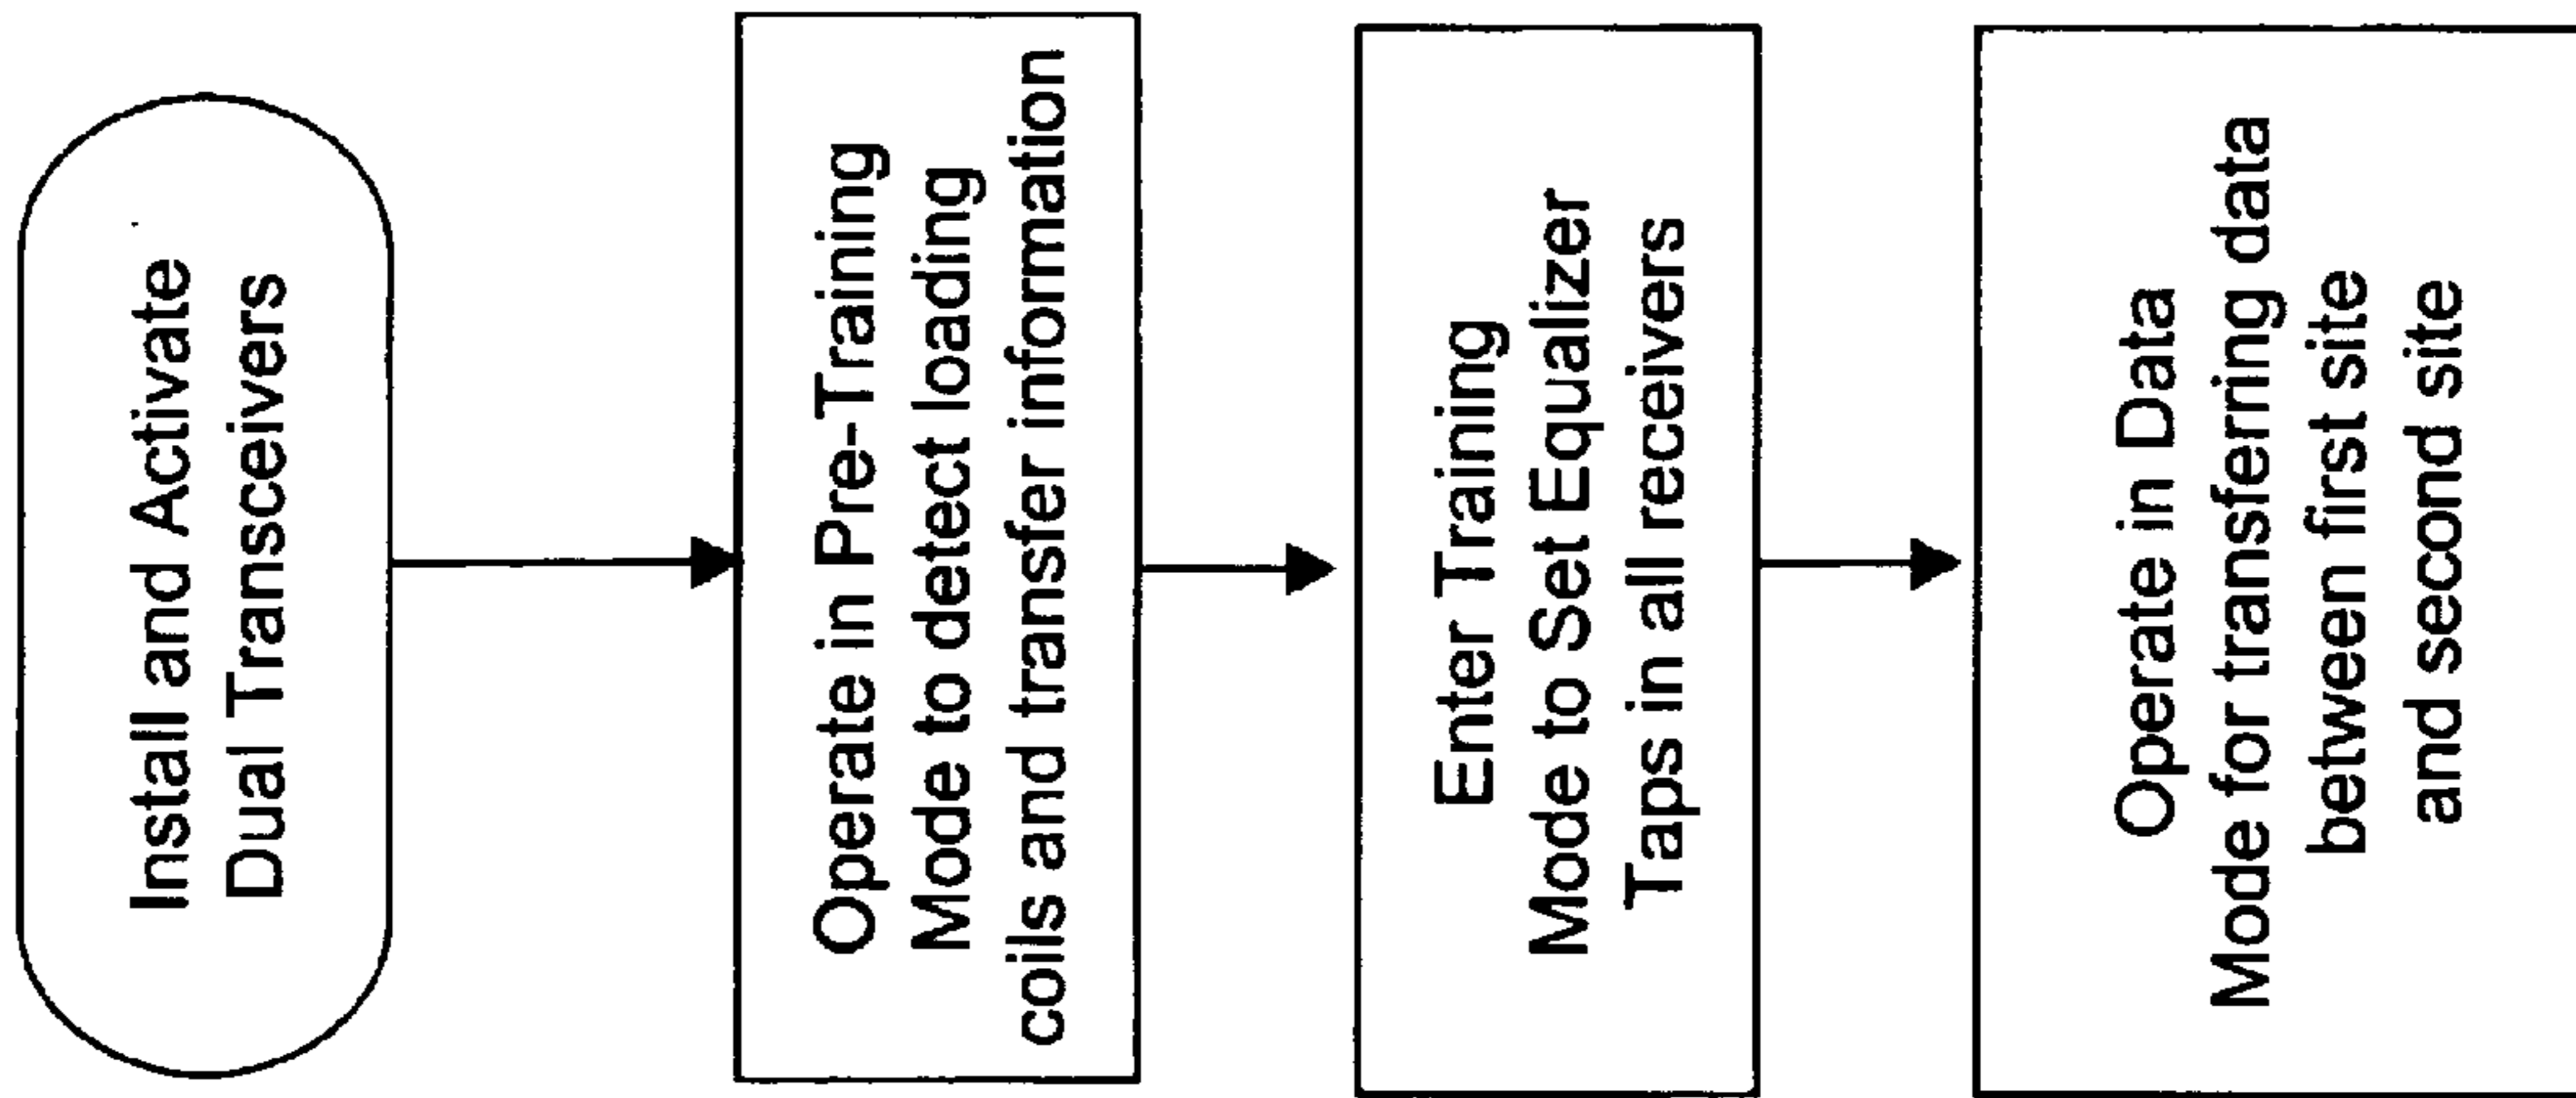 Install and Activate
Dual Transceivers
Operate in Pre-Training
Mode to detect loading
coils and transfer information
Enter Training
Mode to Set Equalizer
Taps in all receivers
Operate in Data
Mode for transferring data
between first site
and second site